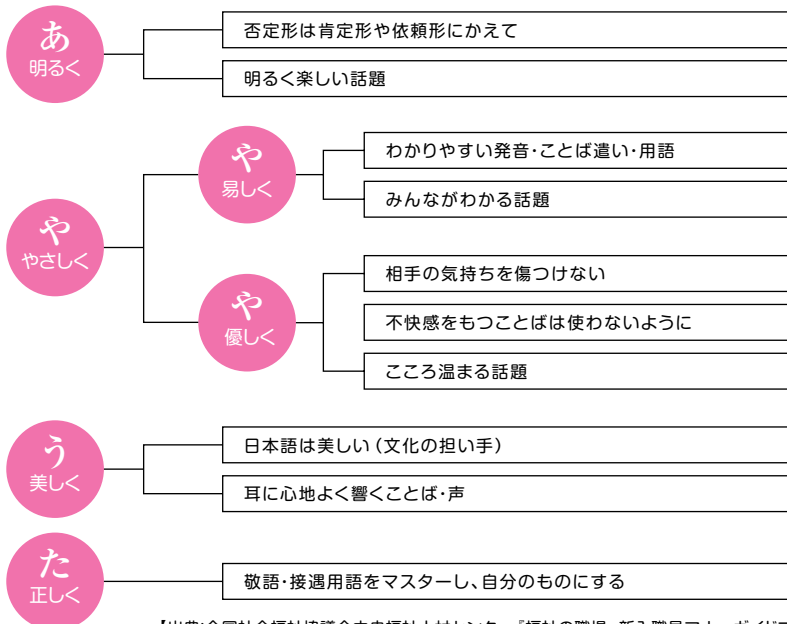 あ
明るく
否定形は肯定形や依頼形にかえて
明るく楽しい話題
や
やさしく
や
易しく
わかりやすい発音・ことば遣い・用語
みんながわかる話題
や
優しく
相手の気持ちを傷つけない
不快感をもつことばは使わないように
こころ温まる話題
う
美しく
日本語は美しい（文化の担い手）
耳に心地よく響くことば・声
た
正しく
敬語・接遇用語をマスターし、自分のものにする